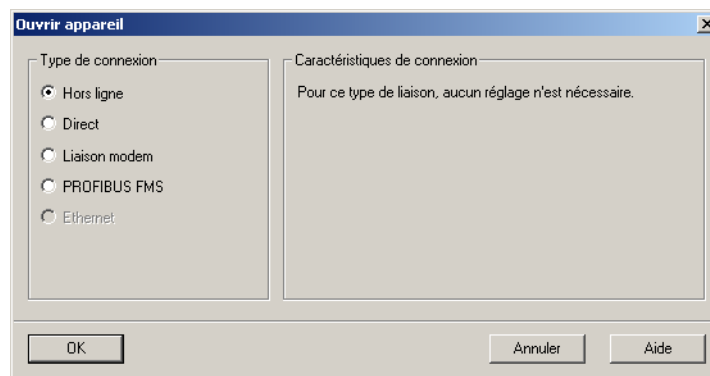 Ouvrir appareil
Type de connexion
Hors ligne
Direct
Liaison modem
PROFIBUS FMS
Ethernet
Caractéristiques de connexion
Pour ce type de liaison, aucun réglage n'est nécessaire.
OK
Annuler
Aide